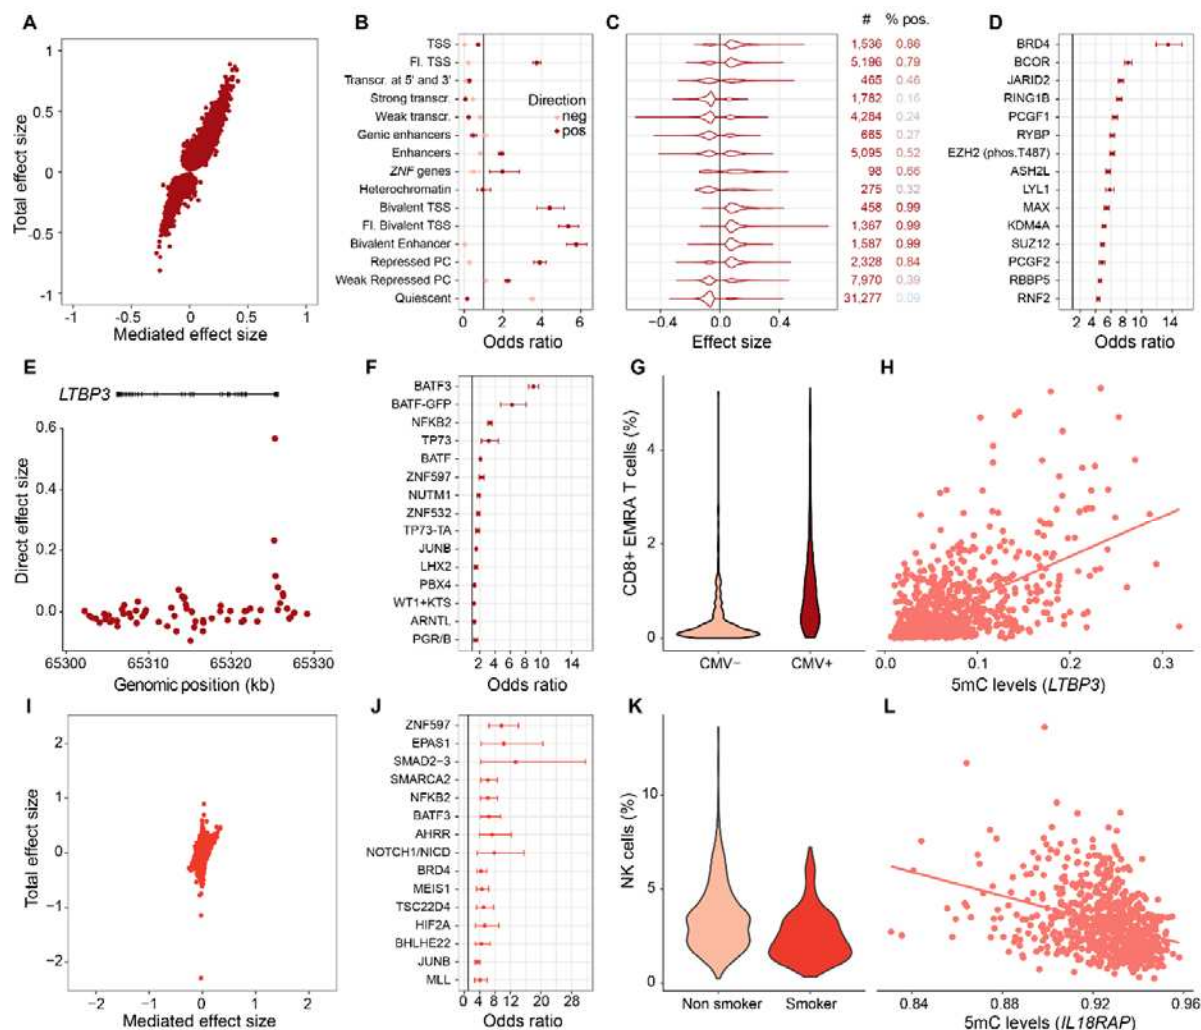 A
Total effect size
1
0.5
0
-0.5
-1
-1 -0.5 0 0.5 1
Mediated effect size
B
TSS
Fl. TSS
Transcr. at 5' and 3'
Strong transcr.
Weak transcr.
Genic enhancers
Enhancers
ZNF genes
Heterochromatin
Bivalent TSS
Fl. Bivalent TSS
Bivalent Enhancer
Repressed PC
Weak Repressed PC
Quiescent
Direction
neg
pos
0 2 4 6
Odds ratio
C
# % pos.
1,536 0.86
5,196 0.79
465 0.46
1,782 0.16
4,284 0.24
685 0.27
5,095 0.52
98 0.66
275 0.32
458 0.99
1,367 0.99
1,587 0.99
2,328 0.84
7,970 0.39
31,277 0.09
−0.4 0.0 0.4
Effect size
D
BRD4
BCOR
JARID2
RING1B
PCGF1
RYBP
EZH2 (phos.T487)
ASH2L
LYL1
MAX
KDM4A
SUZ12
PCGF2
RBBP5
RNF2
2 4 6 8 10 14
Odds ratio
E
LTBP3
Direct effect size
0.6
0.4
0.2
0.0
65300 65310 65320 65330
Genomic position (kb)
F
BATF3
BATF-GFP
NFKB2
TP73
BATF
ZNF597
NUTM1
ZNF532
TP73-TA
JUNB
LHX2
PBX4
WT1+KTS
ARNTL
PGR/B
2 4 6 8 10 14
Odds ratio
G
CD8+ EMRA T cells (%)
4
2
0
CMV− CMV+
H
0.0 0.1 0.2 0.3
5mC levels (LTBP3)
I
Total effect size
2
1
0
−1
−2
−2 −1 0 1 2
Mediated effect size
J
ZNF597
EPAS1
SMAD2−3
SMARCA2
NFKB2
BATF3
AHRR
NOTCH1/NICD
BRD4
MEIS1
TSC22D4
HIF2A
BHLHE22
JUNB
MLL
0 4 8 12 20 28
Odds ratio
K
NK cells (%)
10
5
0
Non smoker Smoker
L
0.84 0.88 0.92 0.96
5mC levels (IL18RAP)